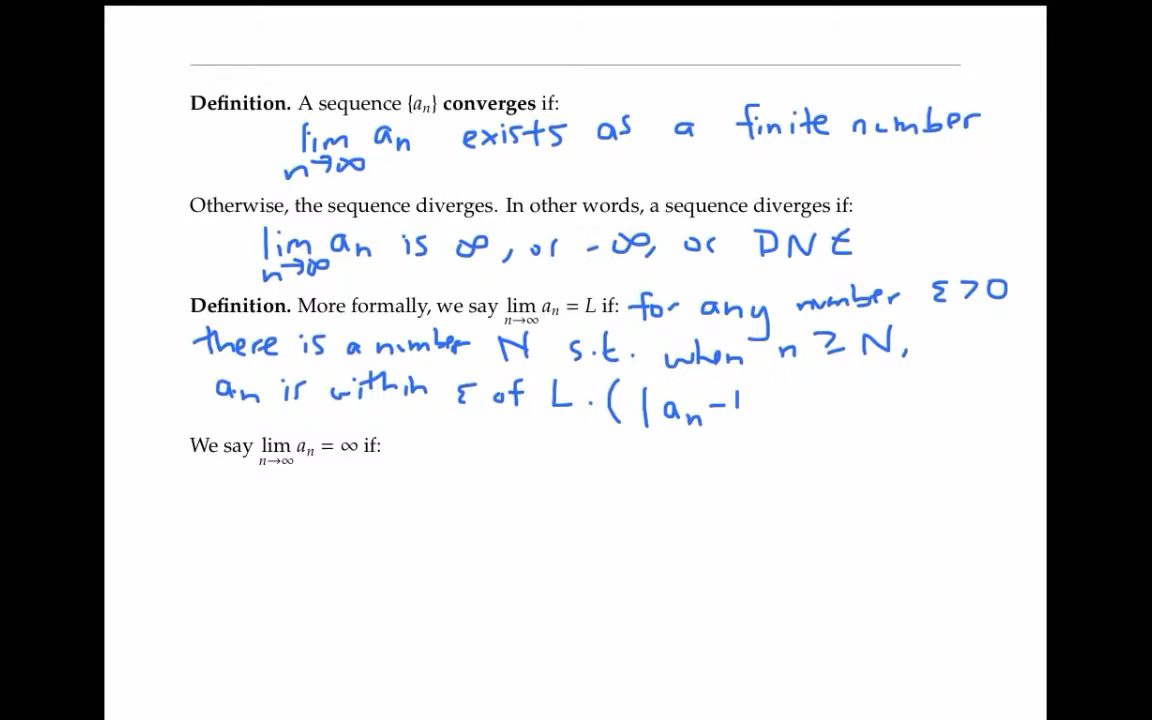 Definition. A sequence {aₙ} converges if:
lim aₙ exists as a finite number
n→∞
Otherwise, the sequence diverges. In other words, a sequence diverges if:
lim aₙ is ∞, or -∞, or DNE
n→∞
Definition. More formally, we say lim aₙ = L if: for any number ε>0
n→∞
there is a number N s.t. when n ≥ N,
aₙ is within ε of L. (|aₙ-
We say lim aₙ = ∞ if:
n→∞